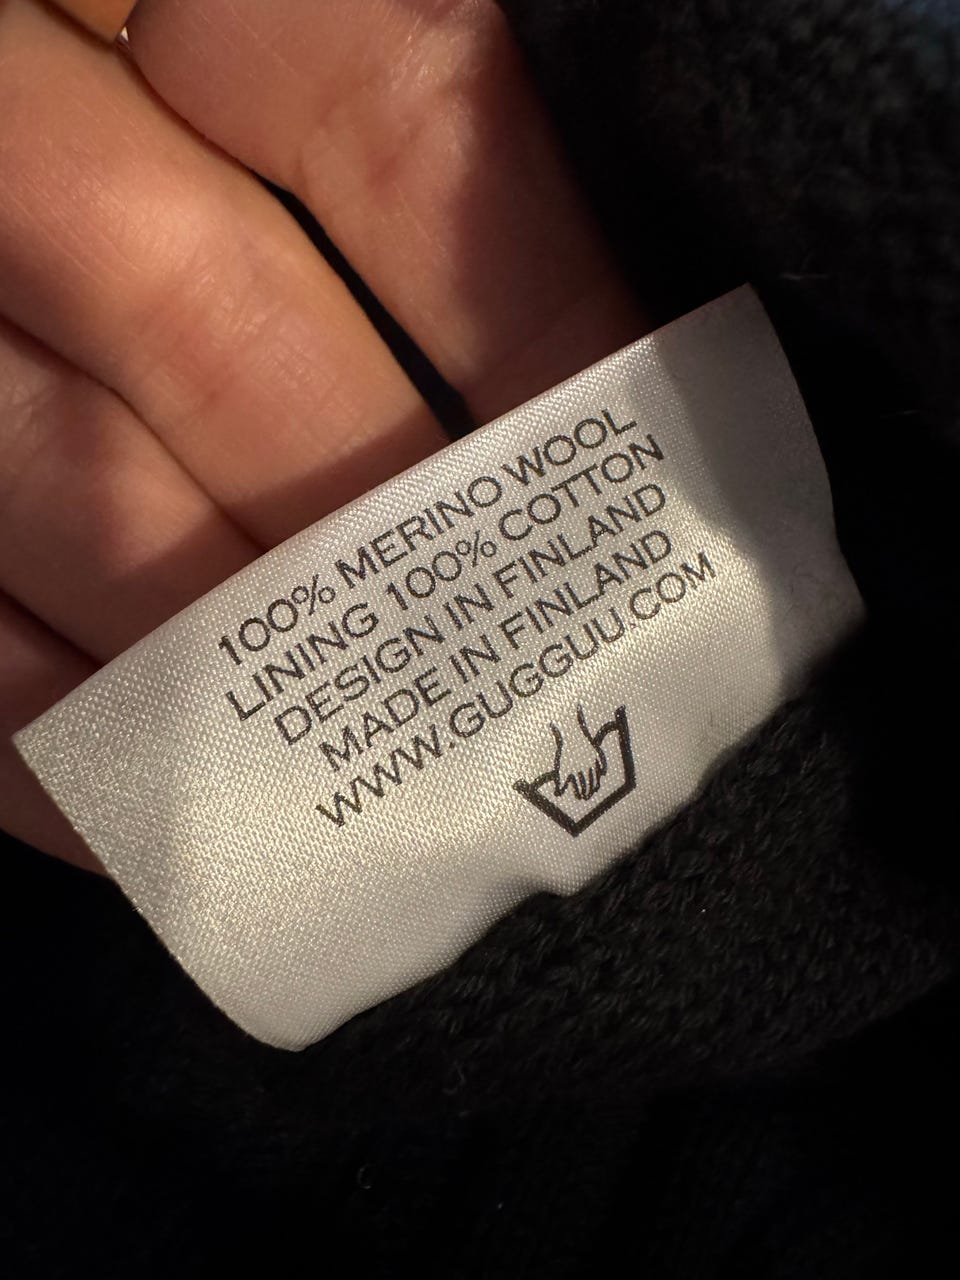 100% MERINO WOOL
LINING 100% COTTON
DESIGN IN FINLAND
MADE IN FINLAND
WWW.GUGGUU.COM